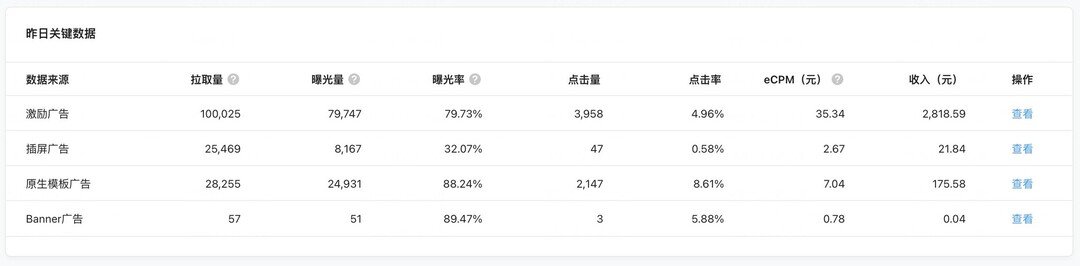 昨日关键数据
数据来源 拉取量 ? 曝光量 ? 曝光率 ? 点击量 点击率 eCPM（元） ? 收入（元） 操作
激励广告 100,025 79,747 79.73% 3,958 4.96% 35.34 2,818.59 查看
插屏广告 25,469 8,167 32.07% 47 0.58% 2.67 21.84 查看
原生模板广告 28,255 24,931 88.24% 2,147 8.61% 7.04 175.58 查看
Banner广告 57 51 89.47% 3 5.88% 0.78 0.04 查看